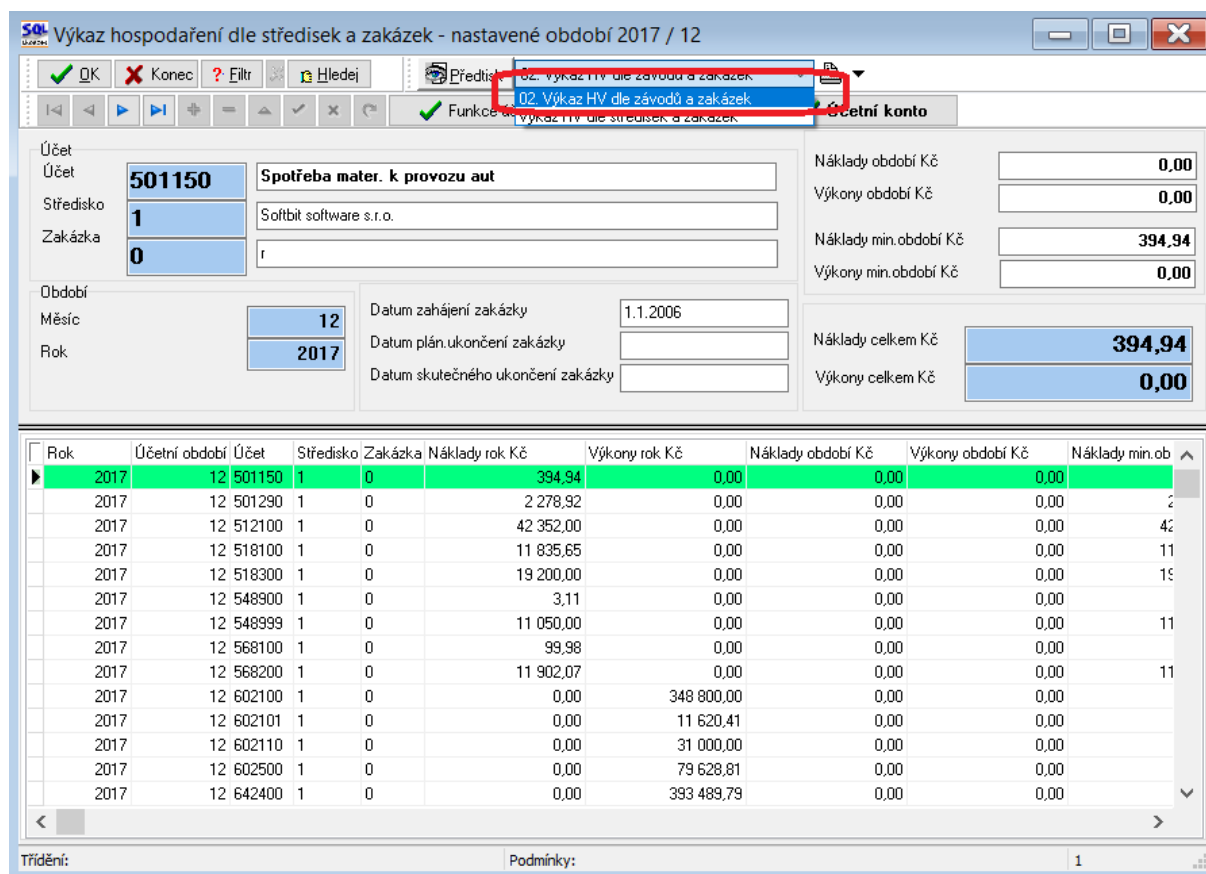 SQL Výkaz hospodaření dle středisek a zakázek - nastavené období 2017 / 12
OK Konec ? Filtr Hledej Předtisk 02. Výkaz HV dle závodů a zakázek
02. Výkaz HV dle závodů a zakázek
Funkce Výkaz HV dle středisek a zakázek Účetní konto
Účet
Účet 501150 Spotřeba mater. k provozu aut
Středisko 1 Softbit software s.r.o.
Zakázka 0 r
Náklady období Kč 0,00
Výkony období Kč 0,00
Náklady min.období Kč 394,94
Výkony min.období Kč 0,00
Období
Měsíc 12
Rok 2017
Datum zahájení zakázky 1.1.2006
Datum plán.ukončení zakázky
Datum skutečného ukončení zakázky
Náklady celkem Kč 394,94
Výkony celkem Kč 0,00
Rok Účetní období Účet Středisko Zakázka Náklady rok Kč Výkony rok Kč Náklady období Kč Výkony období Kč Náklady min.ob
2017 12 501150 1 0 394,94 0,00 0,00 0,00
2017 12 501290 1 0 2 278,92 0,00 0,00 0,00 2
2017 12 512100 1 0 42 352,00 0,00 0,00 0,00 42
2017 12 518100 1 0 11 835,65 0,00 0,00 0,00 11
2017 12 518300 1 0 19 200,00 0,00 0,00 0,00 19
2017 12 548900 1 0 3,11 0,00 0,00 0,00
2017 12 548999 1 0 11 050,00 0,00 0,00 0,00 11
2017 12 568100 1 0 99,98 0,00 0,00 0,00
2017 12 568200 1 0 11 902,07 0,00 0,00 0,00 11
2017 12 602100 1 0 0,00 348 800,00 0,00 0,00
2017 12 602101 1 0 0,00 11 620,41 0,00 0,00
2017 12 602110 1 0 0,00 31 000,00 0,00 0,00
2017 12 602500 1 0 0,00 79 628,81 0,00 0,00
2017 12 642400 1 0 0,00 393 489,79 0,00 0,00
Třídění: Podmínky: 1